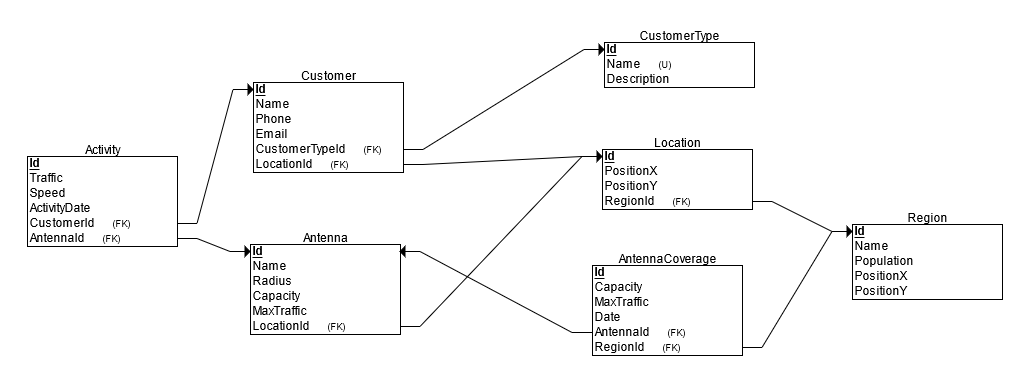 CustomerType
Id
Name (U)
Description
Customer
Id
Name
Phone
Email
CustomerTypeId (FK)
LocationId (FK)
Location
Id
PositionX
PositionY
RegionId (FK)
Activity
Id
Traffic
Speed
ActivityDate
CustomerId (FK)
AntennaId (FK)
Region
Id
Name
Population
PositionX
PositionY
Antenna
Id
Name
Radius
Capacity
MaxTraffic
LocationId (FK)
AntennaCoverage
Id
Capacity
MaxTraffic
Date
AntennaId (FK)
RegionId (FK)